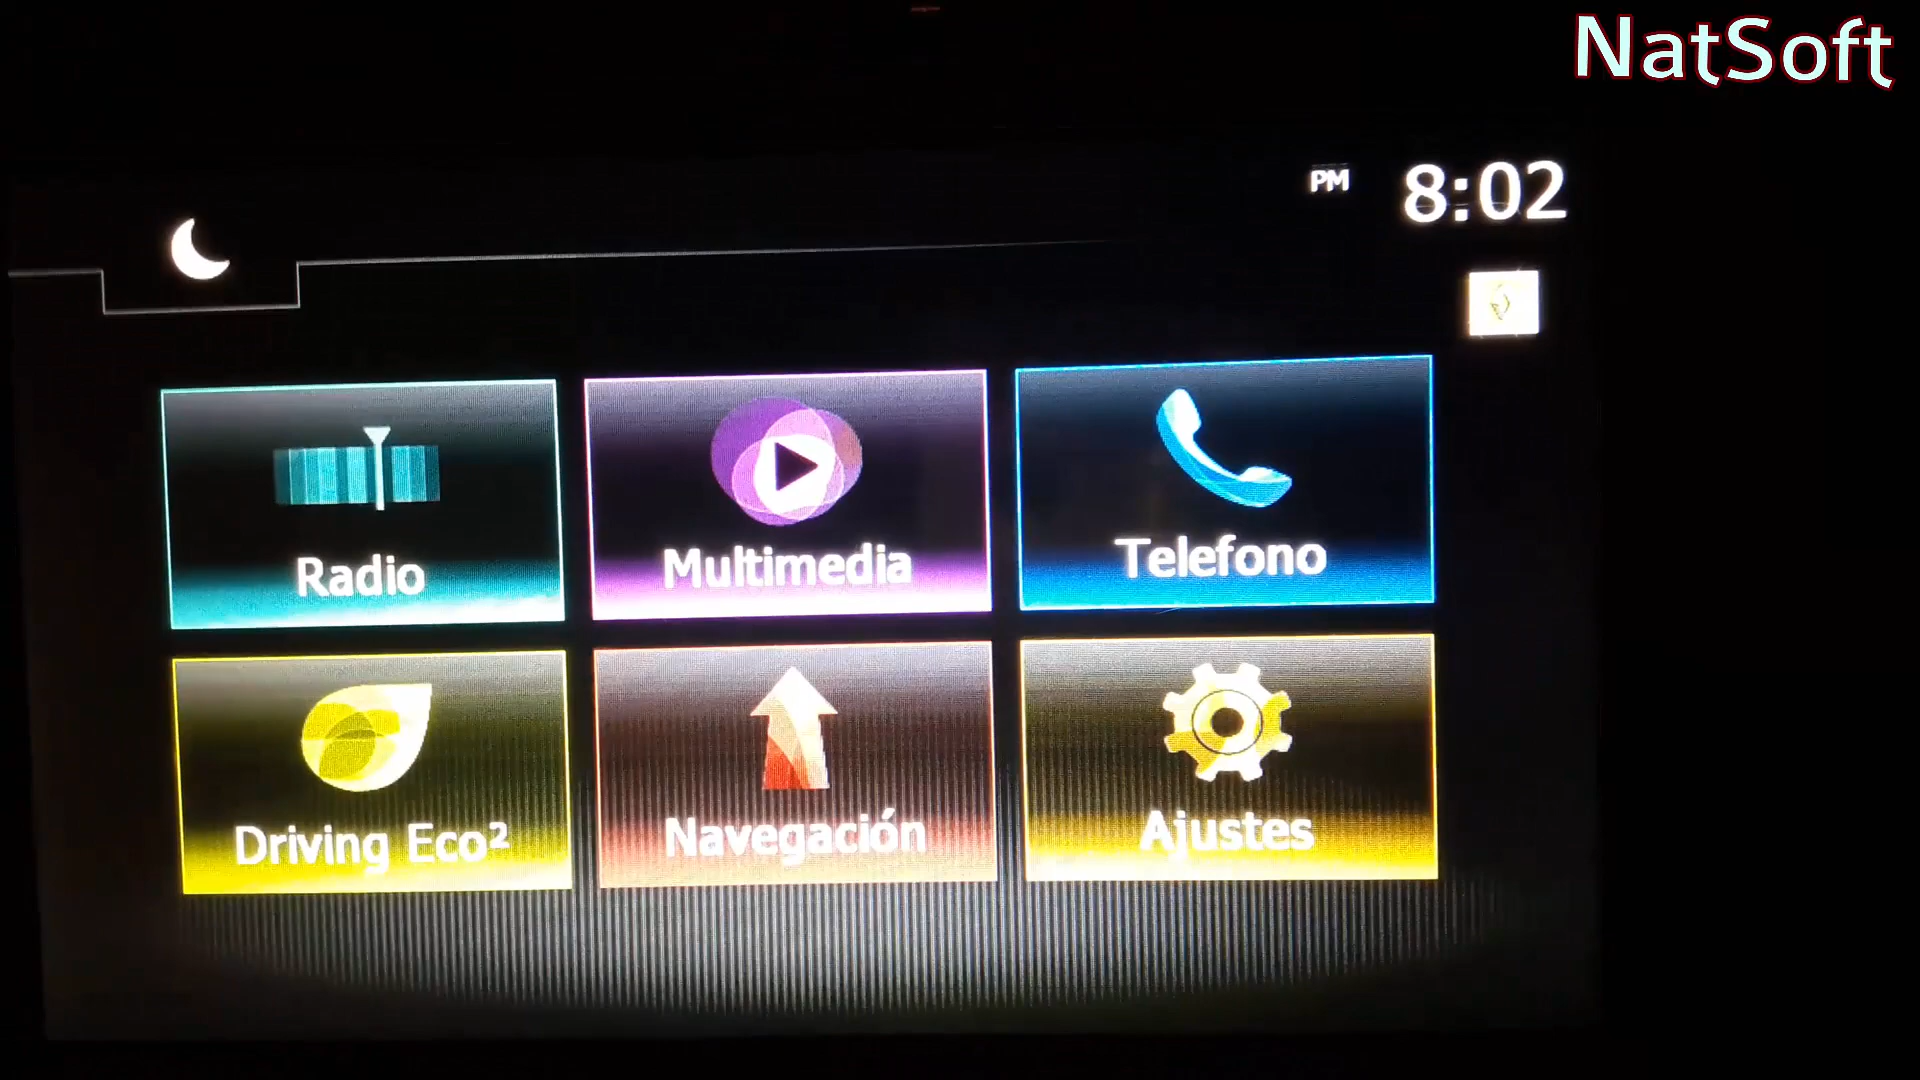 NatSoft
PM 8:02
Radio
Multimedia
Telefono
Driving Eco²
Navegación
Ajustes